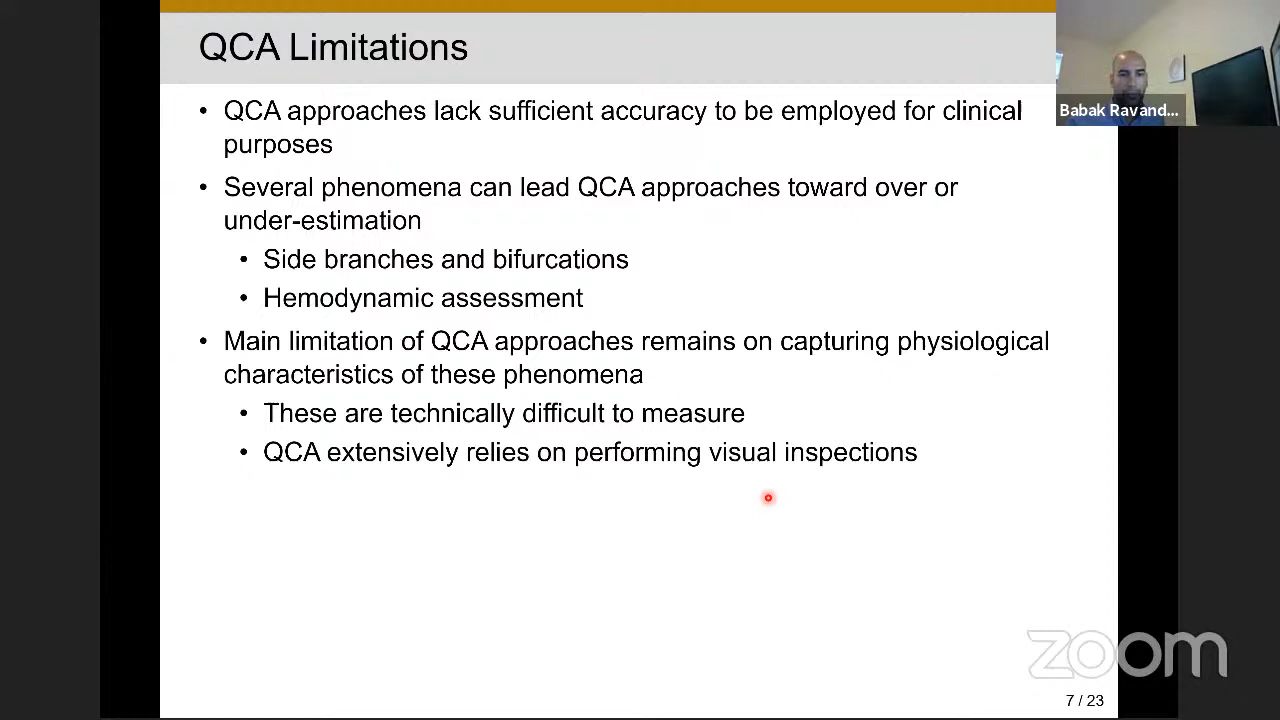 QCA Limitations
• QCA approaches lack sufficient accuracy to be employed for clinical
purposes
• Several phenomena can lead QCA approaches toward over or
under-estimation
• Side branches and bifurcations
• Hemodynamic assessment
• Main limitation of QCA approaches remains on capturing physiological
characteristics of these phenomena
• These are technically difficult to measure
• QCA extensively relies on performing visual inspections
Babak Ravand...
zoom
7 / 23